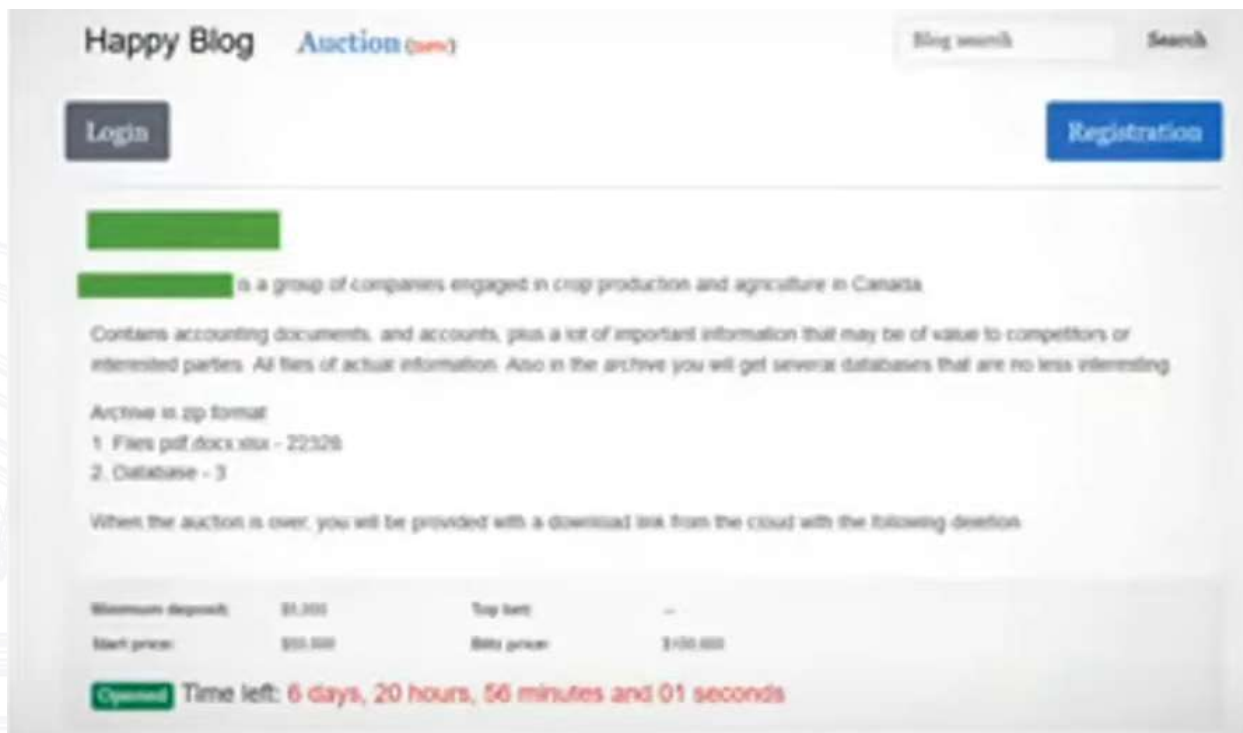 Happy Blog Auction
Blog search Search
Login Registration
is a group of companies engaged in crop production and agriculture in Canada.
Contains accounting documents, and accounts, plus a lot of important information that may be of value to competitors or
interested parties. All files of actual information. Also in the archive you will get several databases that are no less interesting
Archive in zip format
1. Files pdf,docx,xlsx - 22326
2. Database - 3
When the auction is over, you will be provided with a download link from the cloud with the following deletion
Minimum deposit: Top bet: --
Start price: Blitz price: $100,000
Opened Time left: 6 days, 20 hours, 56 minutes and 01 seconds